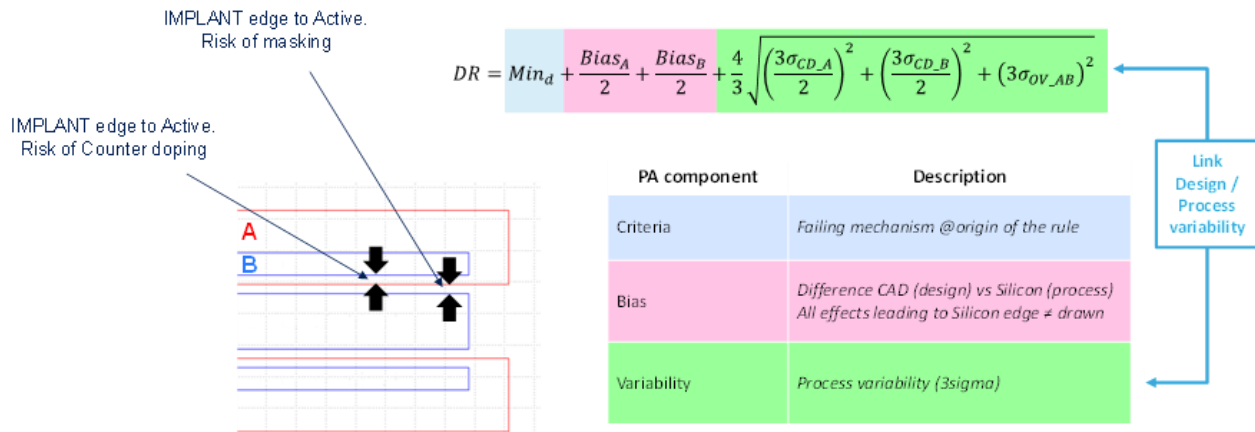 IMPLANT edge to Active.
Risk of masking
DR = Min_d + Bias_A/2 + Bias_B/2 + 4/3 √((3σ_CD_A/2)² + (3σ_CD_B/2)² + (3σ_OV_AB)²)
IMPLANT edge to Active.
Risk of Counter doping
Link
Design /
Process
variability
A
B
PA component Description
Criteria Failing mechanism @origin of the rule
Bias Difference CAD (design) vs Silicon (process)
All effects leading to Silicon edge ≠ drawn
Variability Process variability (3sigma)